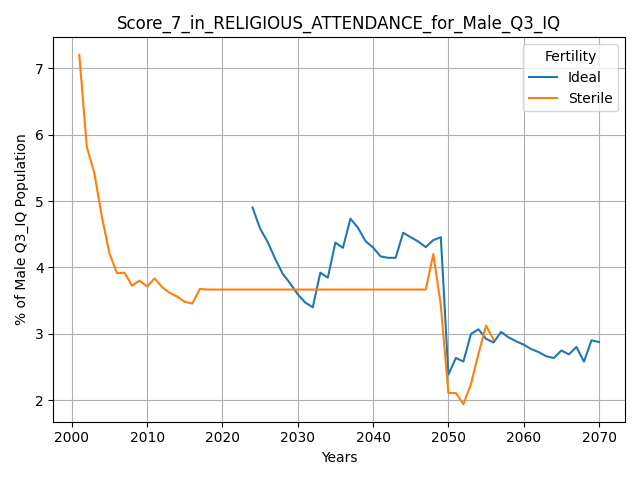 Score_7_in_RELIGIOUS_ATTENDANCE_for_Male_Q3_IQ
Fertility
Ideal
Sterile
% of Male Q3_IQ Population
7
6
5
4
3
2
2000 2010 2020 2030 2040 2050 2060 2070
Years